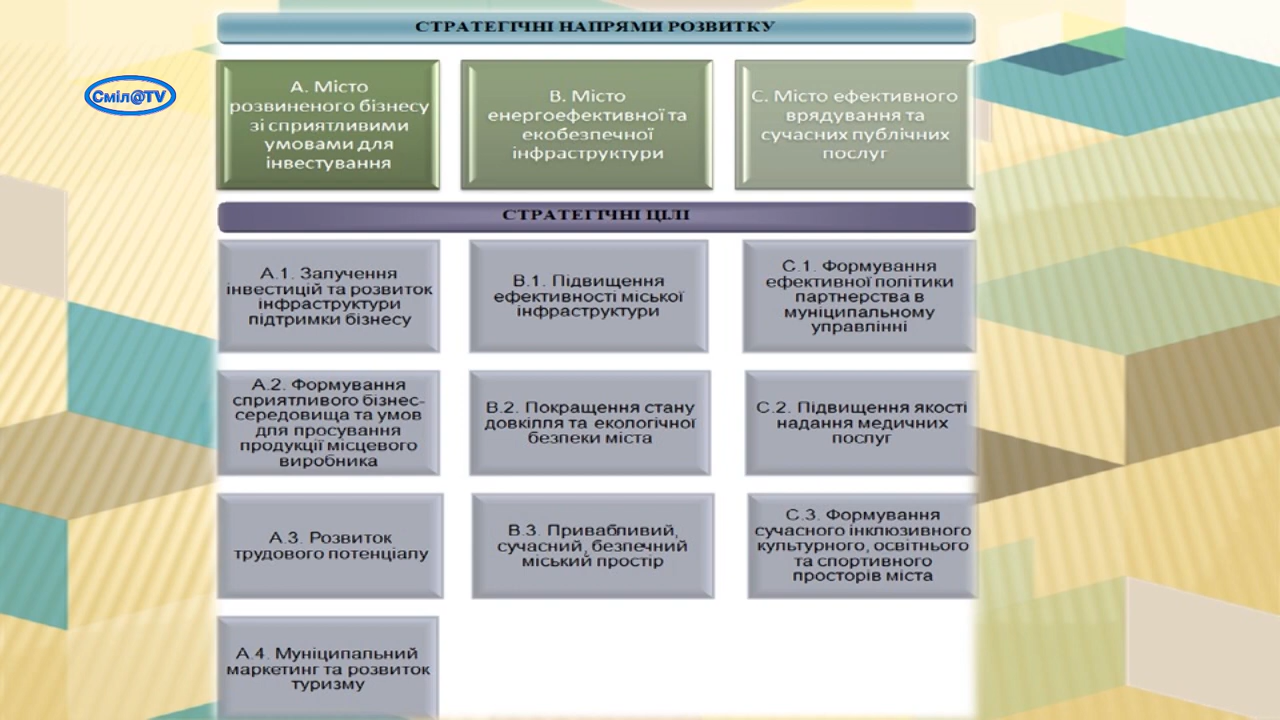 СТРАТЕГІЧНІ НАПРЯМИ РОЗВИТКУ
Сміл@TV
А. Місто
розвиненого бізнесу
зі сприятливими
умовами для
інвестування
В. Місто
енергоефективної та
екобезпечної
інфраструктури
С. Місто ефективного
врядування та
сучасних публічних
послуг
СТРАТЕГІЧНІ ЦІЛІ
А.1. Залучення
інвестицій та розвиток
інфраструктури
підтримки бізнесу
В.1. Підвищення
ефективності міської
інфраструктури
С.1. Формування
ефективної політики
партнерства в
муніципальному
управлінні
А.2. Формування
сприятливого бізнес-
середовища та умов
для просування
продукції місцевого
виробника
В.2. Покращення стану
довкілля та екологічної
безпеки міста
С.2. Підвищення якості
надання медичних
послуг
А.3. Розвиток
трудового потенціалу
В.3. Привабливий,
сучасний, безпечний
міський простір
С.3. Формування
сучасного інклюзивного
культурного, освітнього
та спортивного
просторів міста
А.4. Муніципальний
маркетинг та розвиток
туризму